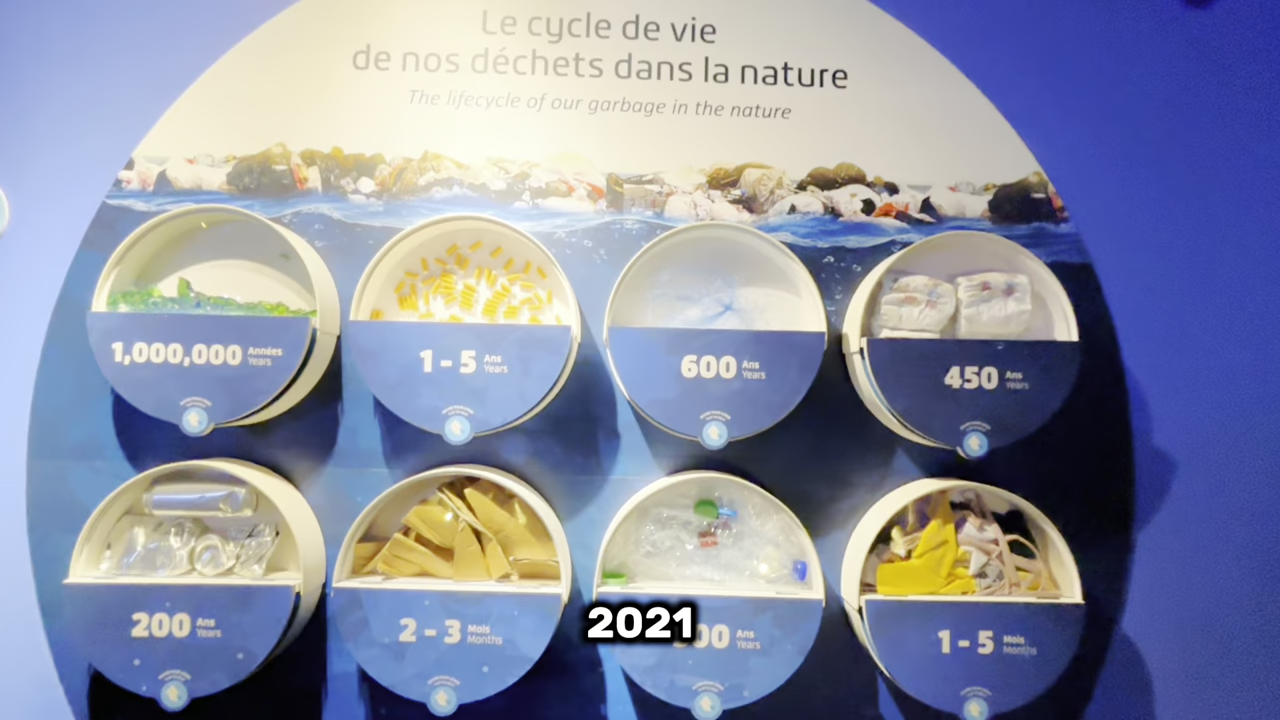 Le cycle de vie
de nos déchets dans la nature
The lifecycle of our garbage in the nature
1,000,000 Années
Years
1 - 5 Ans
Years
600 Ans
Years
450 Ans
Years
200 Ans
Years
2 - 3 Mois
Months
2021
00 Ans
Years
1 - 5 Mois
Months